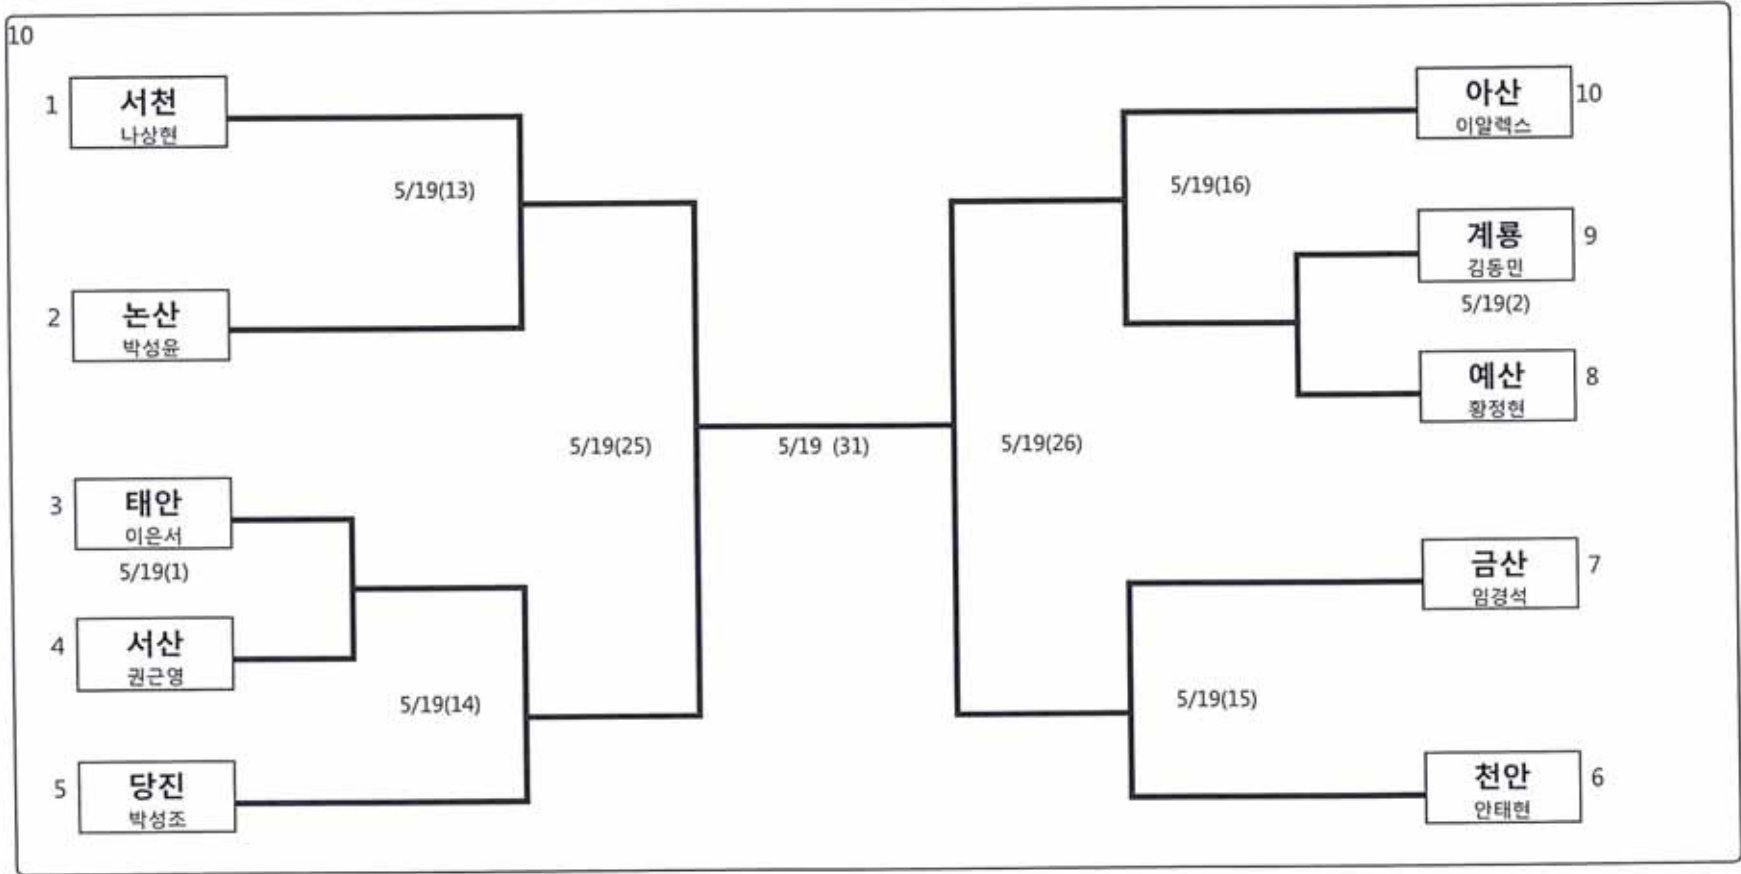 10
1
서천
나상현
5/19(13)
2
논산
박성윤
3
태안
이은서
5/19(1)
4
서산
권근영
5/19(14)
5
당진
박성조
5/19(25)
5/19 (31)
5/19(26)
아산
10
이알렉스
5/19(16)
계룡
9
김동민
5/19(2)
예산
8
황정현
금산
7
임경석
5/19(15)
천안
6
안태현